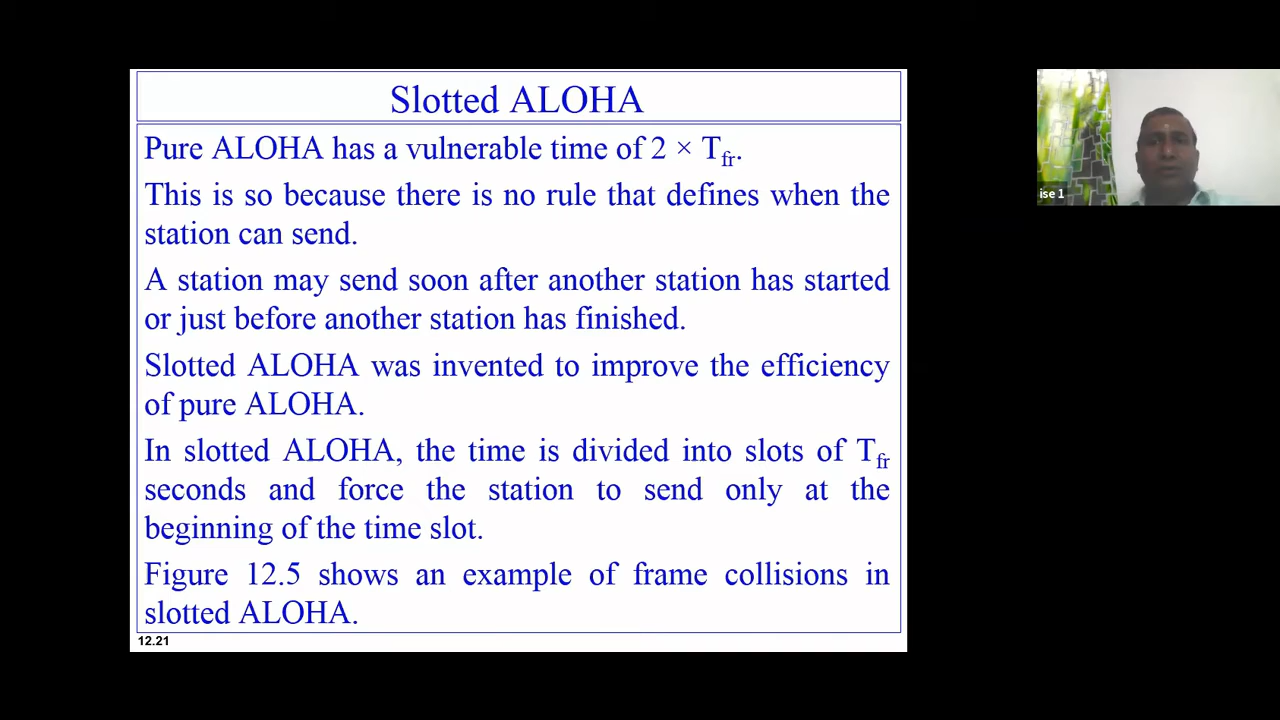 Slotted ALOHA
Pure ALOHA has a vulnerable time of 2 × Tfr.
This is so because there is no rule that defines when the
station can send.
A station may send soon after another station has started
or just before another station has finished.
Slotted ALOHA was invented to improve the efficiency
of pure ALOHA.
In slotted ALOHA, the time is divided into slots of Tfr
seconds and force the station to send only at the
beginning of the time slot.
Figure 12.5 shows an example of frame collisions in
slotted ALOHA.
12.21
ise 1